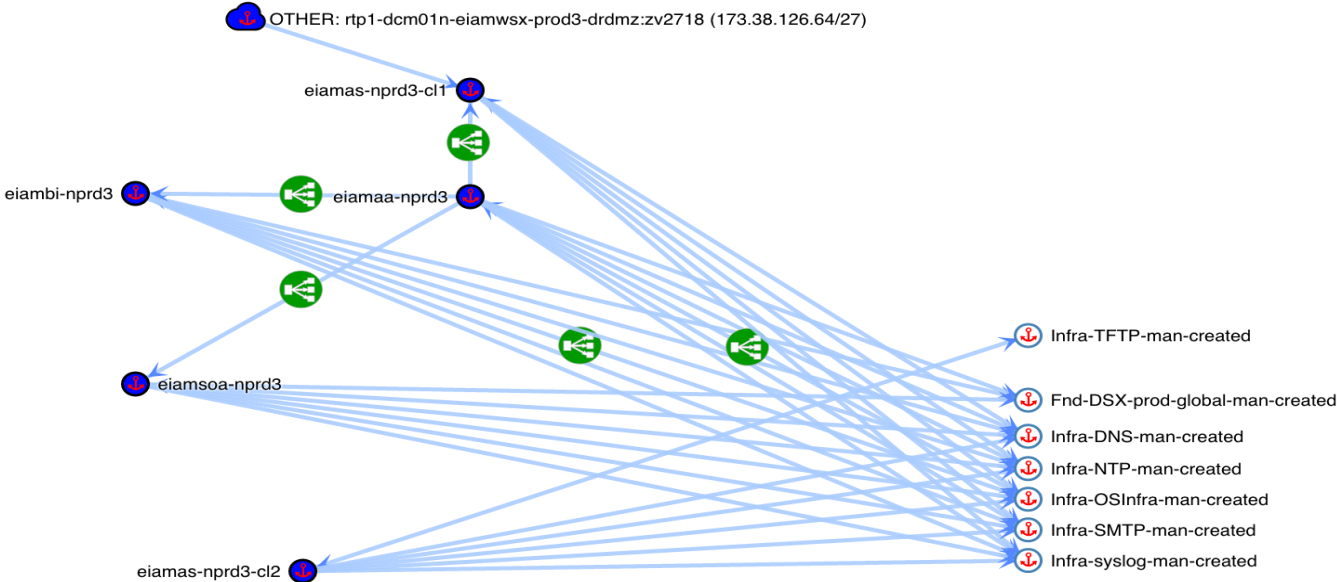 OTHER: rtp1-dcm01n-eiamwsx-prod3-drdmz:zv2718 (173.38.126.64/27)
eiamas-nprd3-cl1
eiambi-nprd3
eiamaa-nprd3
Infra-TFTP-man-created
eiamsoa-nprd3
Fnd-DSX-prod-global-man-created
Infra-DNS-man-created
Infra-NTP-man-created
Infra-OSInfra-man-created
Infra-SMTP-man-created
Infra-syslog-man-created
eiamas-nprd3-cl2